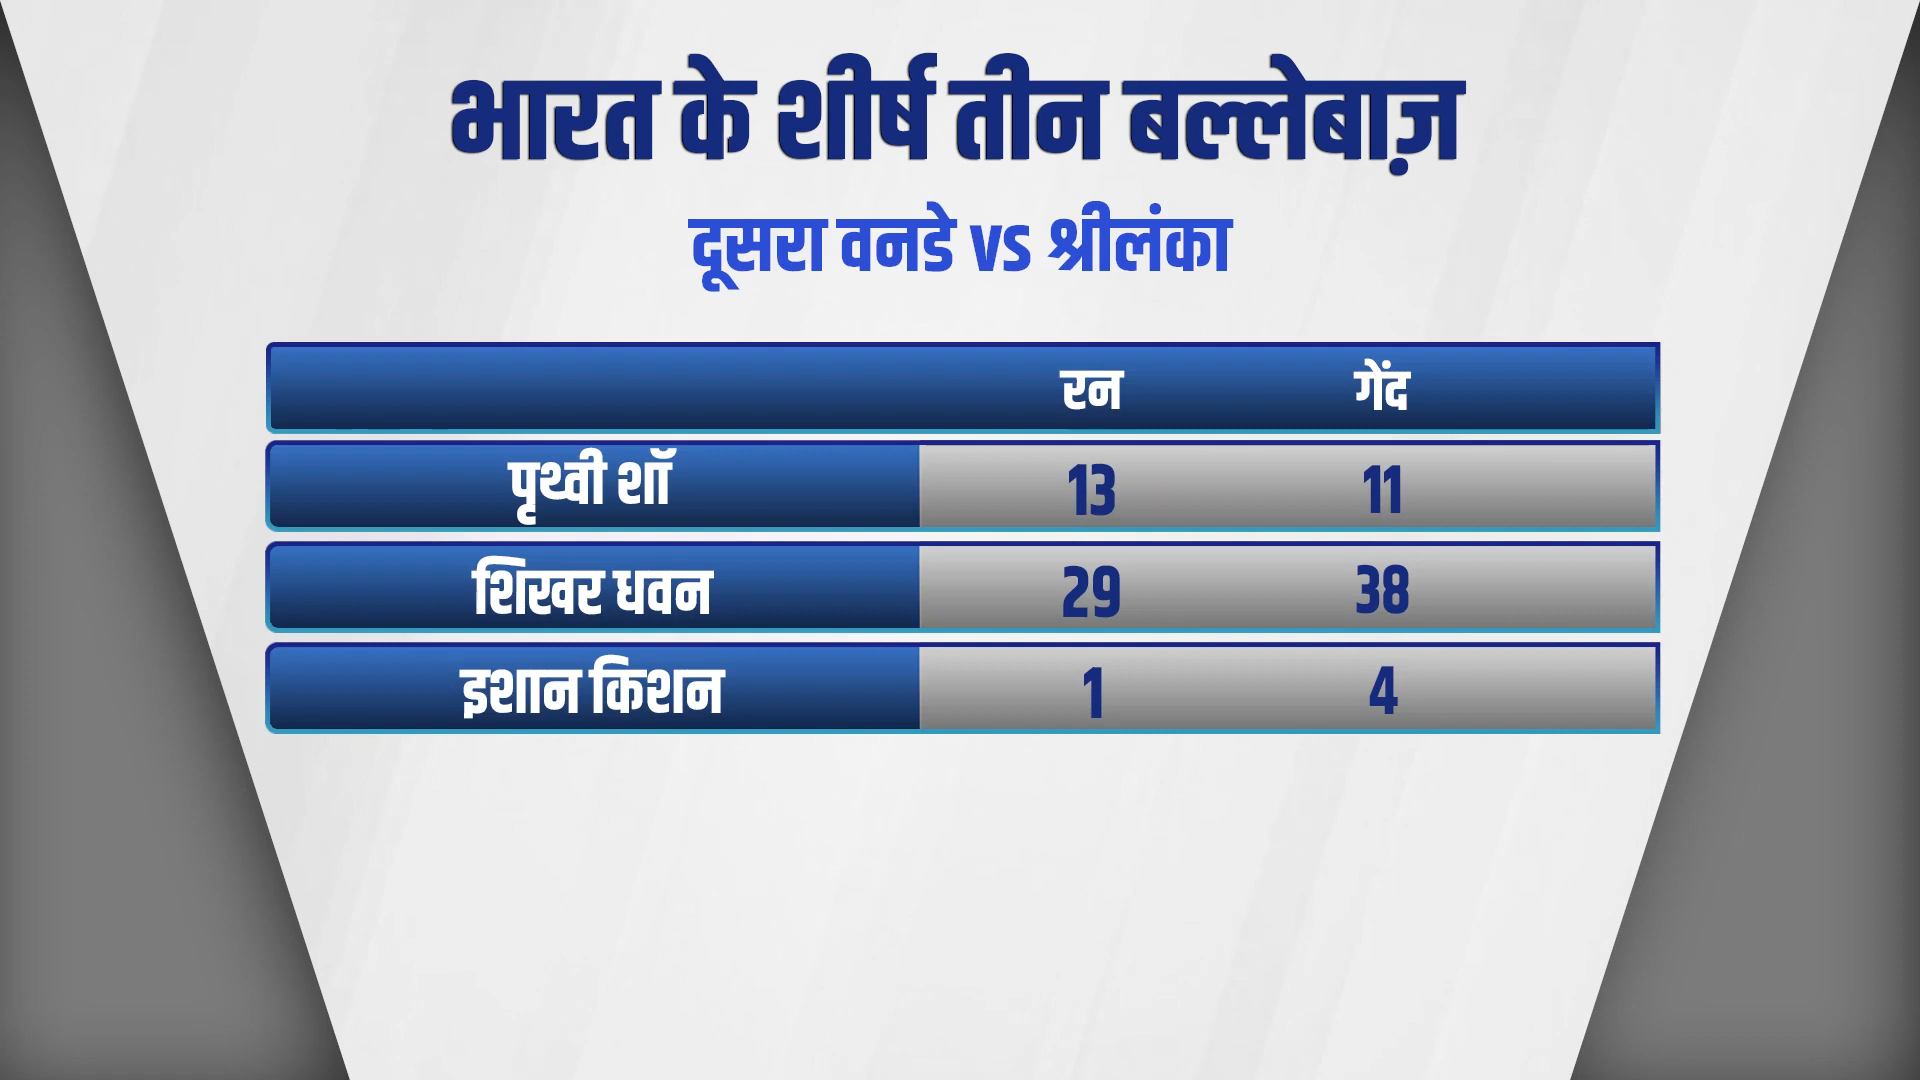 भारत के शीर्ष तीन बल्लेबाज़
दूसरा वनडे vs श्रीलंका
रन गेंद
पृथ्वी शॉ 13 11
शिखर धवन 29 38
इशान किशन 1 4